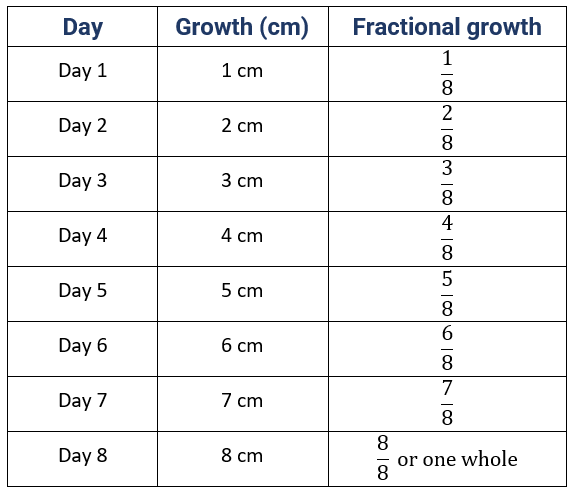 Day Growth (cm) Fractional growth
Day 1 1 cm 1/8
Day 2 2 cm 2/8
Day 3 3 cm 3/8
Day 4 4 cm 4/8
Day 5 5 cm 5/8
Day 6 6 cm 6/8
Day 7 7 cm 7/8
Day 8 8 cm 8/8 or one whole